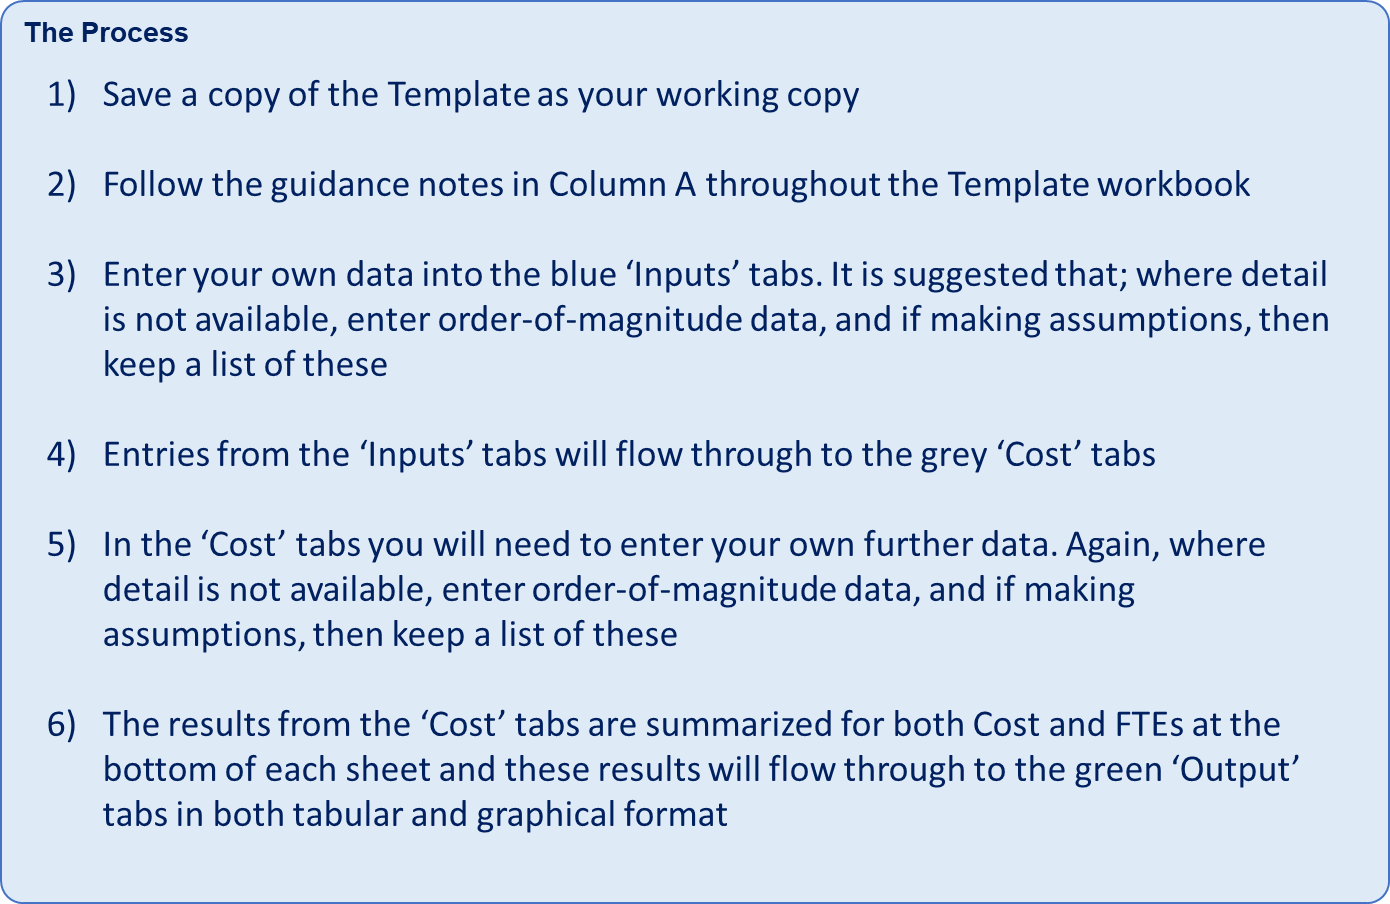 The Process
1) Save a copy of the Template as your working copy
2) Follow the guidance notes in Column A throughout the Template workbook
3) Enter your own data into the blue ‘Inputs’ tabs. It is suggested that; where detail
is not available, enter order-of-magnitude data, and if making assumptions, then
keep a list of these
4) Entries from the ‘Inputs’ tabs will flow through to the grey ‘Cost’ tabs
5) In the ‘Cost’ tabs you will need to enter your own further data. Again, where
detail is not available, enter order-of-magnitude data, and if making
assumptions, then keep a list of these
6) The results from the ‘Cost’ tabs are summarized for both Cost and FTEs at the
bottom of each sheet and these results will flow through to the green ‘Output’
tabs in both tabular and graphical format